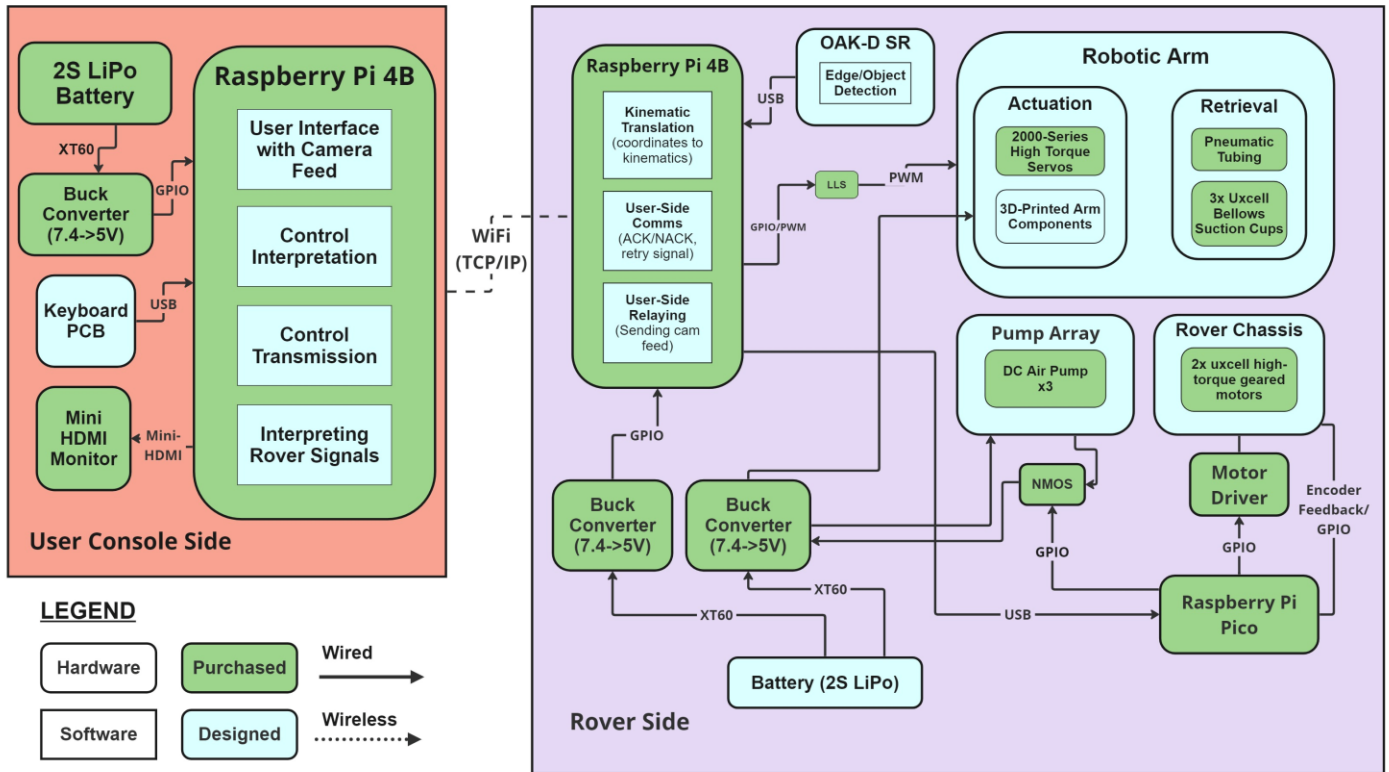 2S LiPo
Battery
XT60
Buck
Converter
(7.4->5V)
GPIO
Keyboard
PCB
USB
Mini
HDMI
Monitor
Mini-
HDMI
Raspberry Pi 4B
User Interface
with Camera
Feed
Control
Interpretation
Control
Transmission
Interpreting
Rover Signals
User Console Side
WiFi
(TCP/IP)
Raspberry Pi 4B
Kinematic
Translation
(coordinates to
kinematics)
User-Side
Comms
(ACK/NACK,
retry signal)
User-Side
Relaying
(Sending cam
feed)
OAK-D SR
Edge/Object
Detection
USB
GPIO/PWM
LLS
PWM
Robotic Arm
Actuation
2000-Series
High Torque
Servos
3D-Printed Arm
Components
Retrieval
Pneumatic
Tubing
3x Uxcell
Bellows
Suction Cups
Pump Array
DC Air Pump
x3
Rover Chassis
2x uxcell high-
torque geared
motors
GPIO
Buck
Converter
(7.4->5V)
Buck
Converter
(7.4->5V)
NMOS
Motor
Driver
Encoder
Feedback/
GPIO
GPIO
GPIO
XT60
XT60
USB
Raspberry Pi
Pico
Battery (2S LiPo)
Rover Side
LEGEND
Hardware
Purchased
Wired
Software
Designed
Wireless